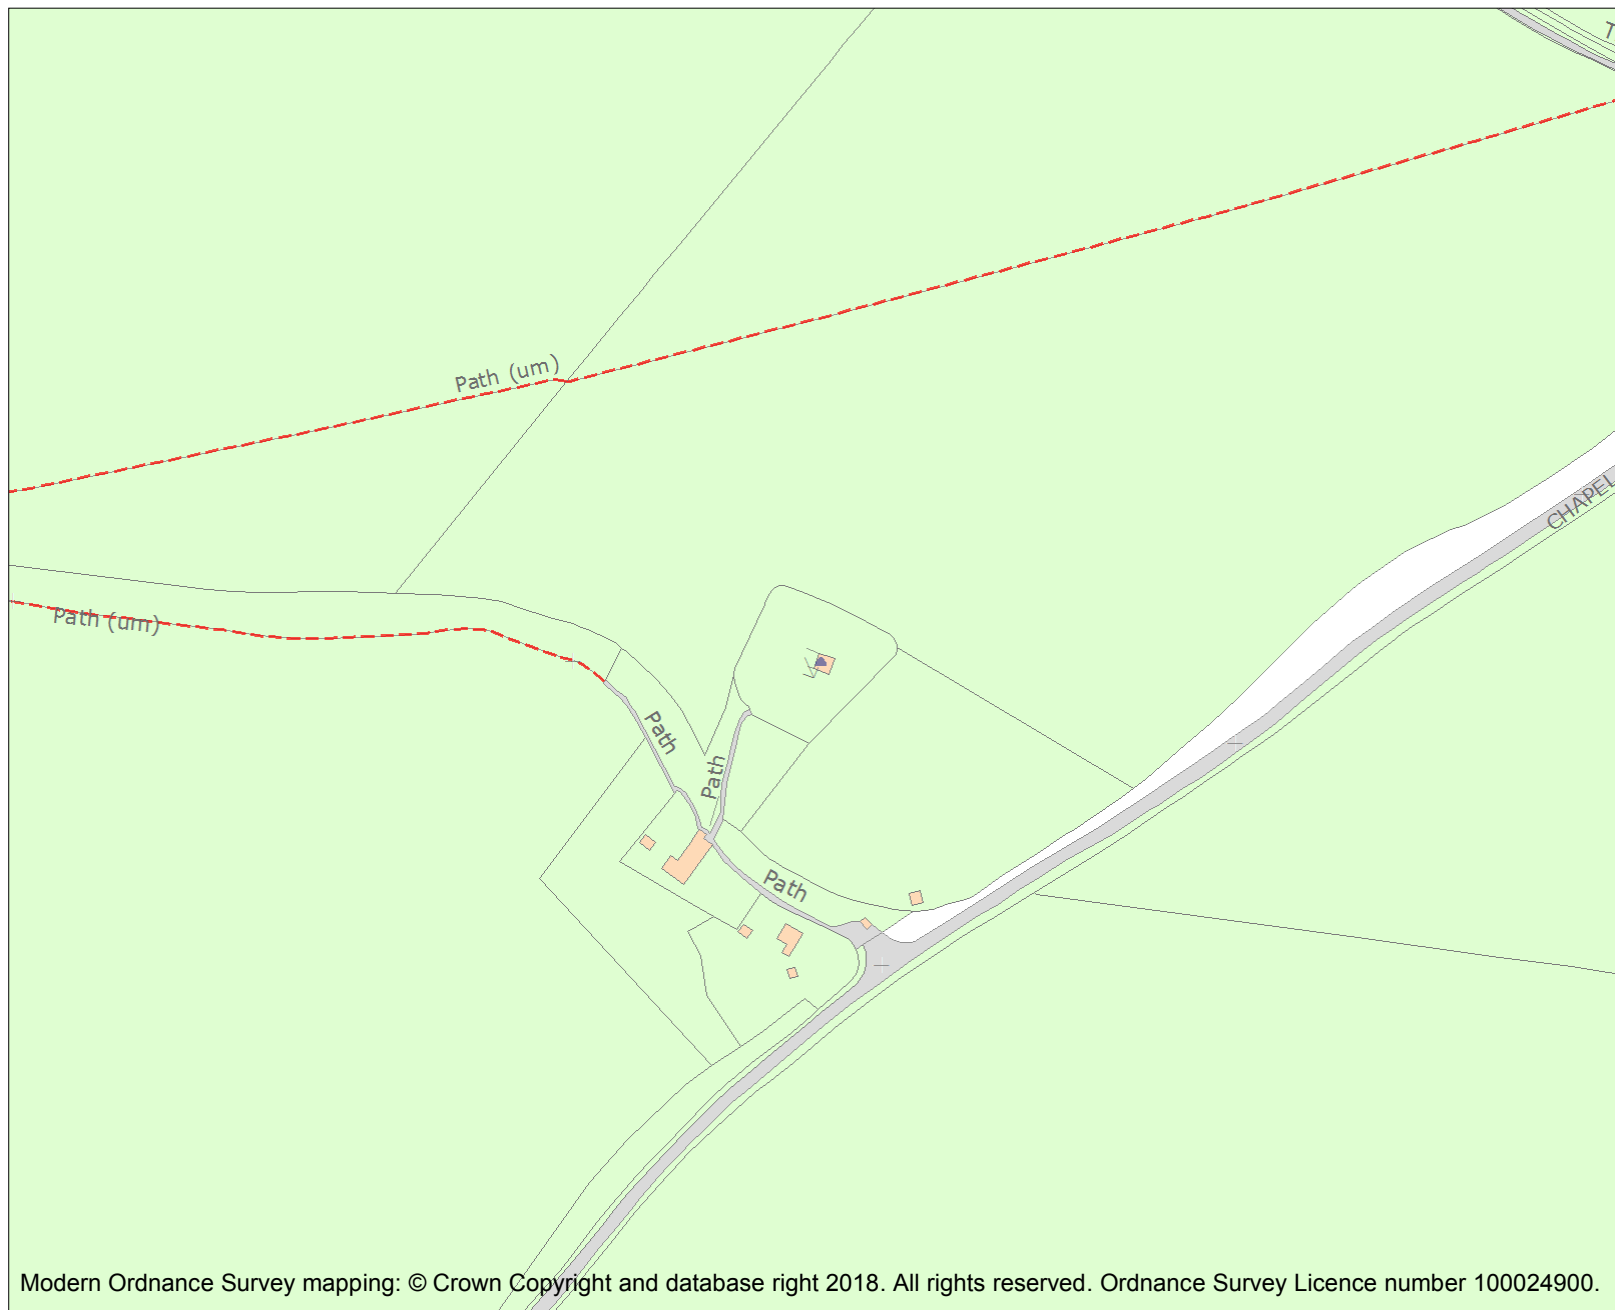 T
Path (um)
CHAPEL
Path (um)
Path
Path
Path
Modern Ordnance Survey mapping: © Crown Copyright and database right 2018. All rights reserved. Ordnance Survey Licence number 100024900.